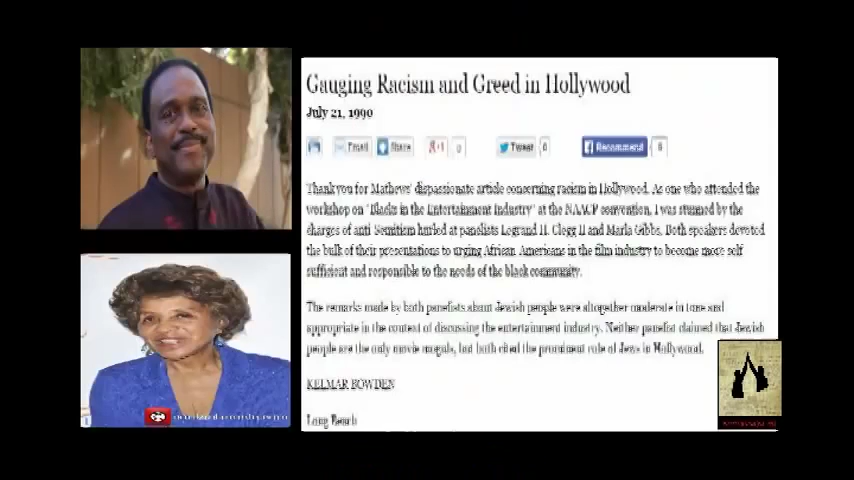 Gauging Racism and Greed in Hollywood
July 21, 1990
Email
Share
+1
0
Tweet
0
Recommend
6
Thank you for Mathews' dispassionate article concerning racism in Hollywood. As one who attended the
workshop on "Blacks in the Entertainment Industry" at the NAACP convention, I was stunned by the
charges of anti Semitism hurled at panelists Legrand H. Clegg II and Marla Gibbs. Both speakers devoted
the bulk of their presentations to urging African Americans in the film industry to become more self
sufficient and responsible to the needs of the black community.
The remarks made by both panelists about Jewish people were altogether moderate in tone and
appropriate in the context of discussing the entertainment industry. Neither panelist claimed that Jewish
people are the only movie moguls, but both cited the prominent role of Jews in Hollywood.
KELMAR BOWDEN
Long Beach